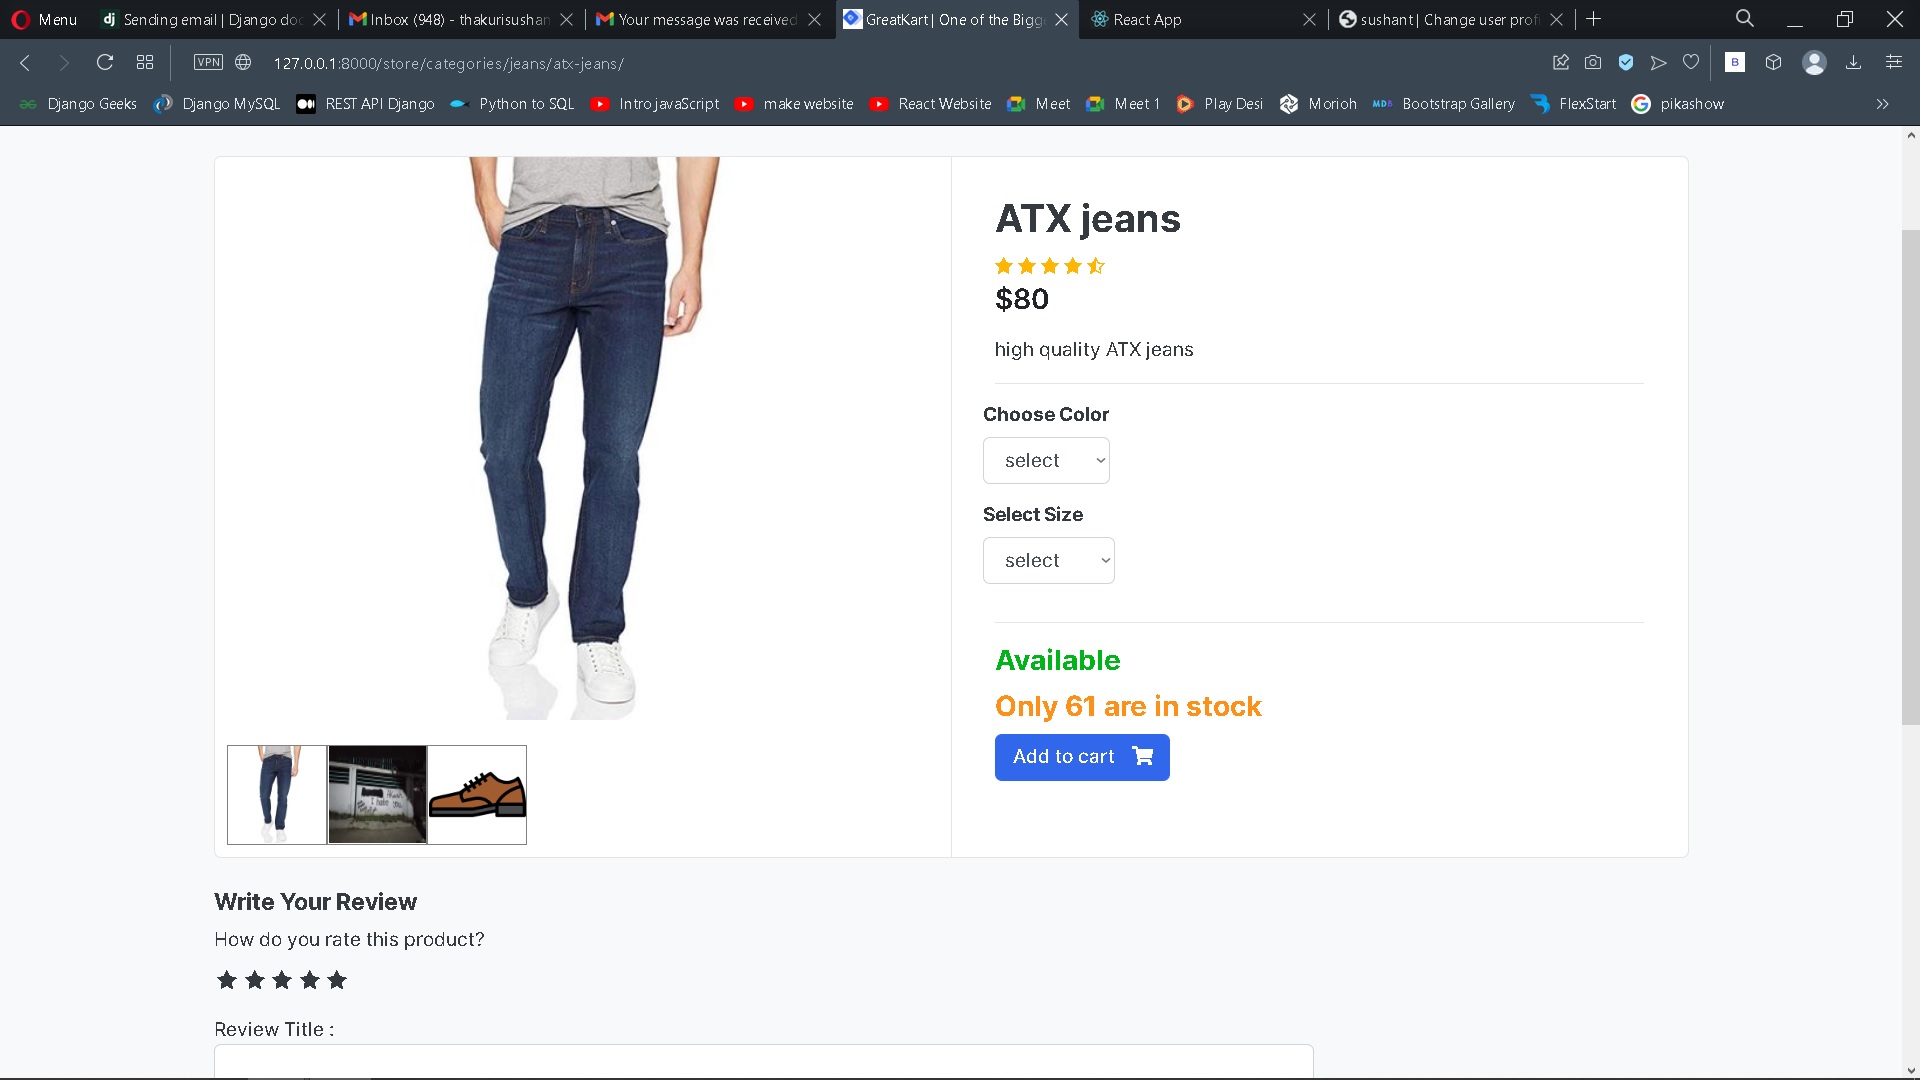 Menu
Sending email | Django doc
Inbox (948) - thakurisushan
Your message was received
GreatKart | One of the Bigg
React App
sushant | Change user prof
VPN
127.0.0.1:8000/store/categories/jeans/atx-jeans/
B
Django Geeks
Django MySQL
REST API Django
Python to SQL
Intro javaScript
make website
React Website
Meet
Meet 1
Play Desi
Morioh
MDB
Bootstrap Gallery
FlexStart
pikashow
ATX jeans
$80
high quality ATX jeans
Choose Color
select
Select Size
select
Available
Only 61 are in stock
Add to cart
Write Your Review
How do you rate this product?
Review Title :